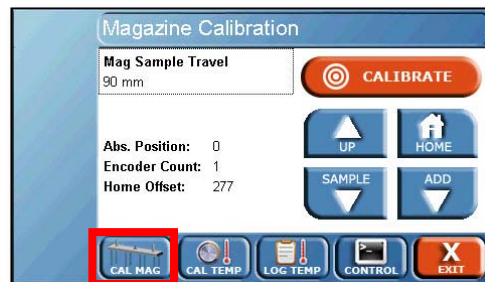 Magazine Calibration
Mag Sample Travel
90 mm
CALIBRATE
Abs. Position: 0
Encoder Count: 1
Home Offset: 277
UP
HOME
SAMPLE
ADD
CAL MAG
CAL TEMP
LOG TEMP
CONTROL
X
EXIT